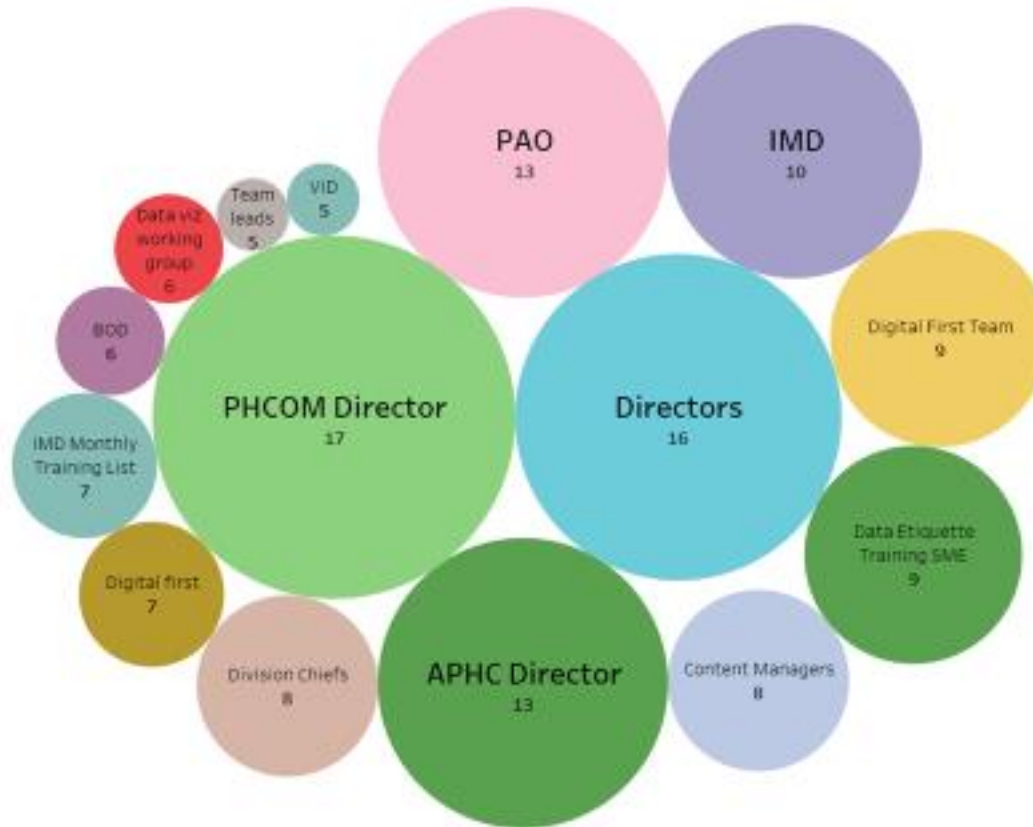 PAO
13
IMD
10
VID
5
Team
leads
5
Data viz
working
group
6
Digital First Team
9
BOD
6
PHCOM Director
17
Directors
16
IMD Monthly
Training List
7
Data Etiquette
Training SME
9
Digital first
7
Division Chiefs
8
APHC Director
13
Content Managers
8